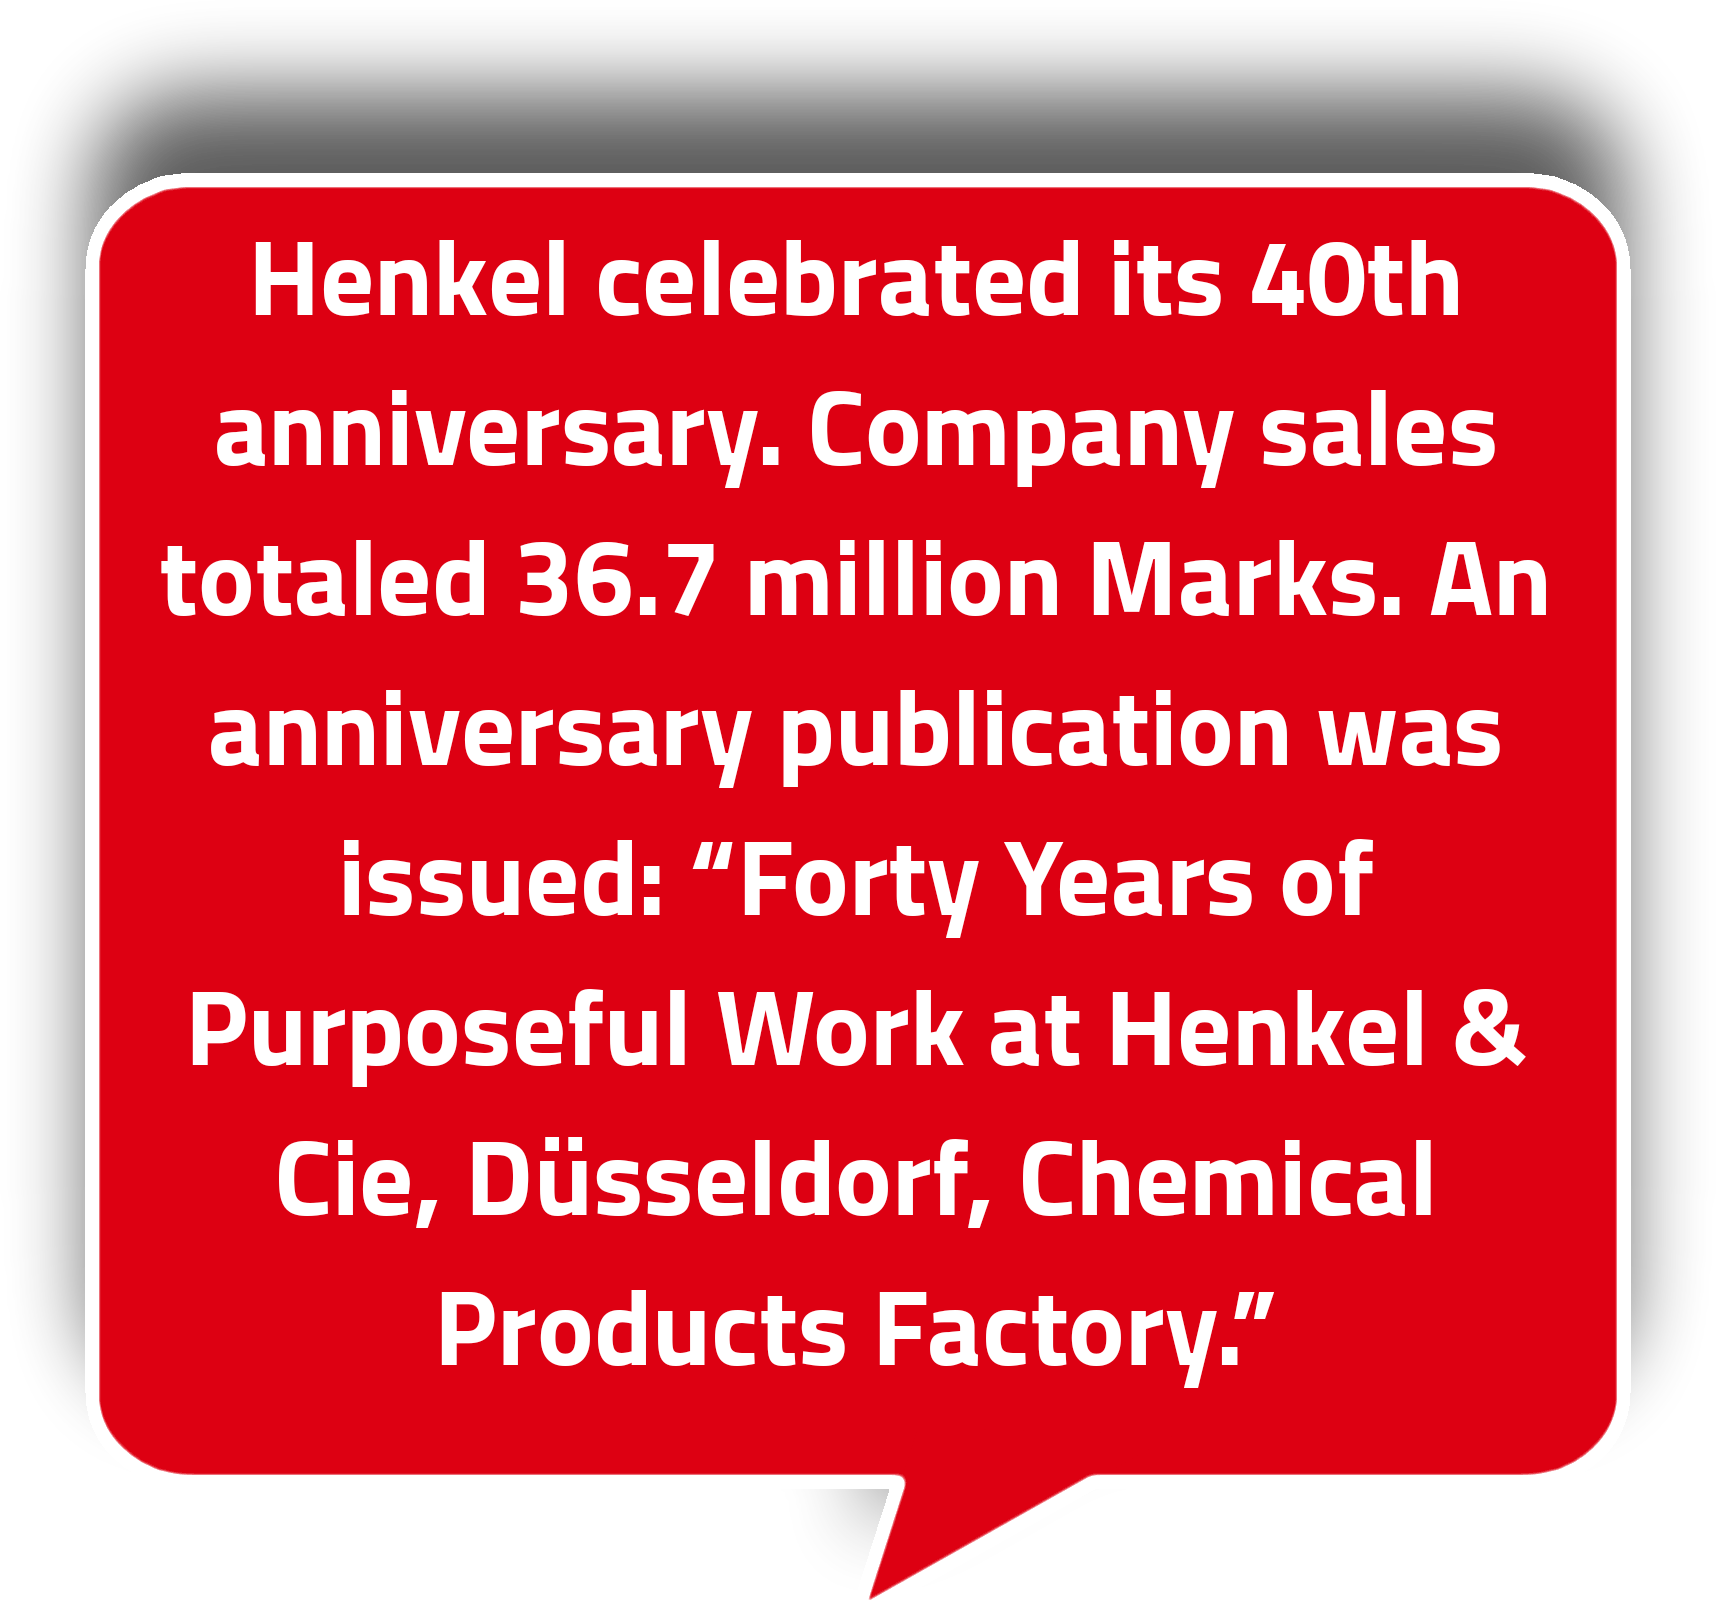 Henkel celebrated its 40th
anniversary. Company sales
totaled 36.7 million Marks. An
anniversary publication was
issued: “Forty Years of
Purposeful Work at Henkel &
Cie, Düsseldorf, Chemical
Products Factory.”